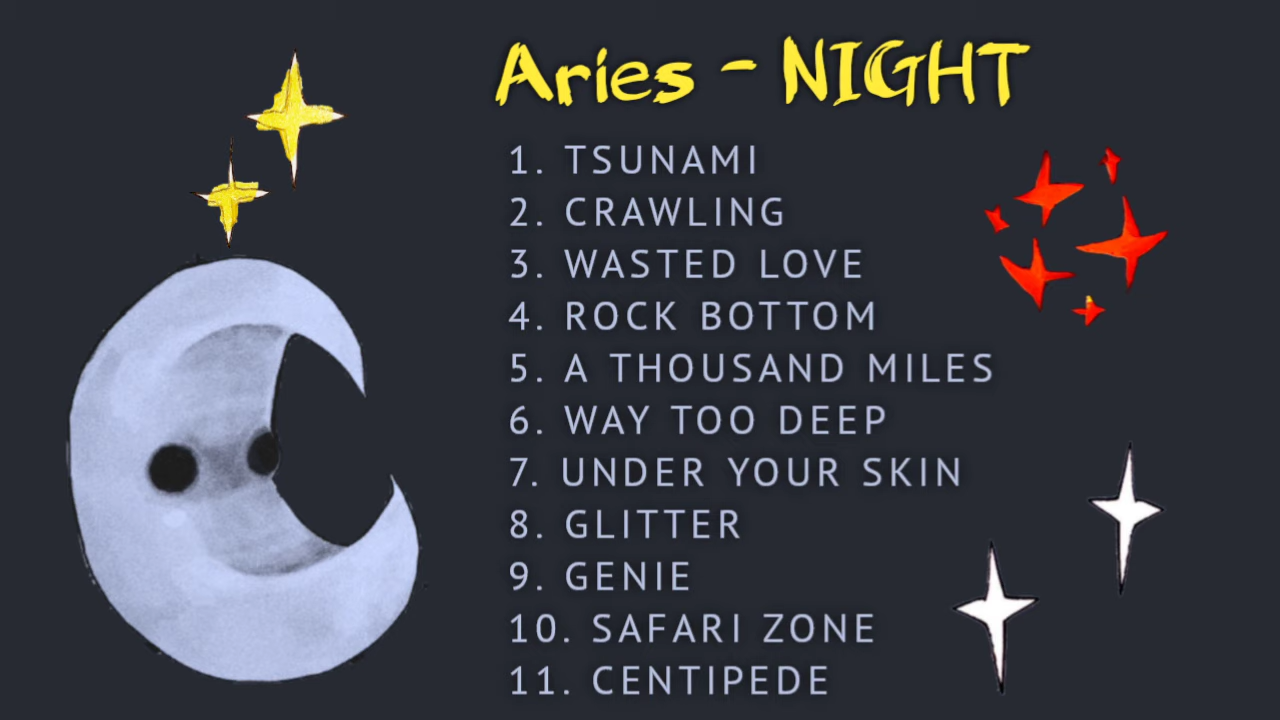 Aries - NIGHT
1. TSUNAMI
2. CRAWLING
3. WASTED LOVE
4. ROCK BOTTOM
5. A THOUSAND MILES
6. WAY TOO DEEP
7. UNDER YOUR SKIN
8. GLITTER
9. GENIE
10. SAFARI ZONE
11. CENTIPEDE